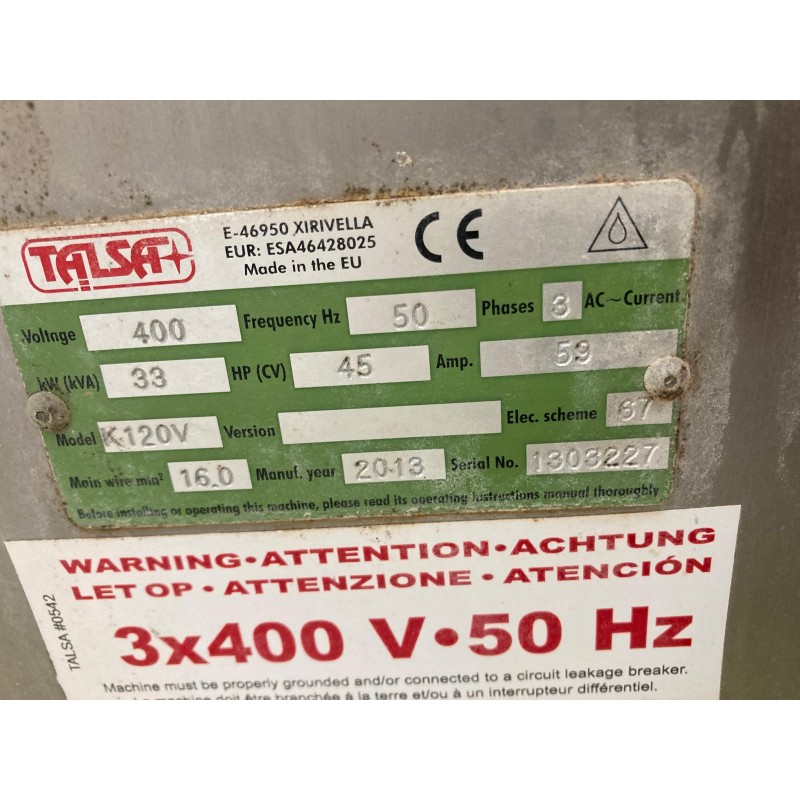 TALSA
E-46950 XIRIVELLA
EUR: ESA46428025
Made in the EU
CE
Voltage 400 Frequency Hz 50 Phases 3 AC~Current
kW (kVA) 33 HP (CV) 45 Amp. 59
Model K120V Version Elec. scheme 67
Main wire min² 16.0 Manuf. year 2013 Serial No. 1303227
Before installing or operating this machine, please read its operating instructions manual thoroughly
WARNING•ATTENTION•ACHTUNG
LET OP • ATTENZIONE • ATENCIÓN
3x400 V•50 Hz
Machine must be properly grounded and/or connected to a circuit leakage breaker.
La machine doit être branchée à la terre et/ou à un interrupteur différentiel.
TALSA #0542